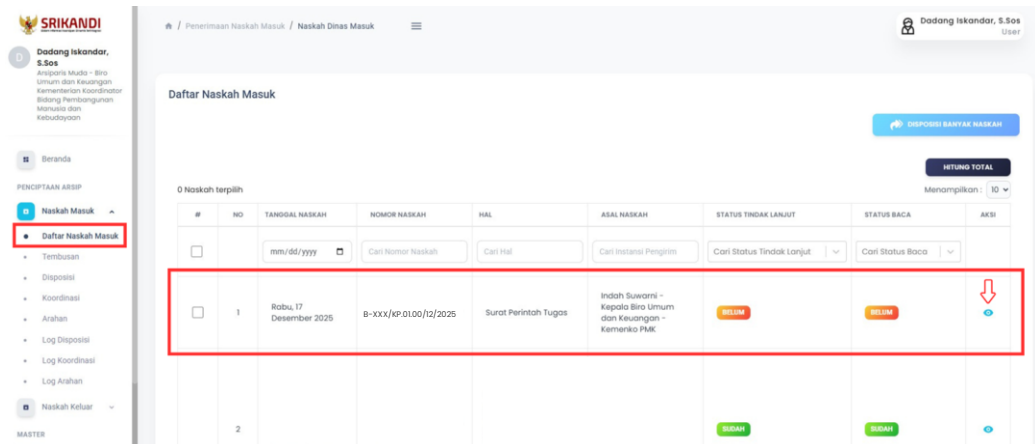 SRIKANDI
D
Dadang Iskandar,
S.Sos
Arsiparis Muda - Biro
Umum dan Keuangan
Kementerian Koordinator
Bidang Pembangunan
Manusia dan
Kebudayaan
Beranda
PENCIPTAAN ARSIP
Naskah Masuk
Daftar Naskah Masuk
Tembusan
Disposisi
Koordinasi
Arahan
Log Disposisi
Log Koordinasi
Log Arahan
Naskah Keluar
MASTER
/ Penerimaan Naskah Masuk / Naskah Dinas Masuk
Dadang Iskandar, S.Sos
User
Daftar Naskah Masuk
DISPOSISI BANYAK NASKAH
HITUNG TOTAL
0 Naskah terpilih
Menampilkan : 10
# NO TANGGAL NASKAH NOMOR NASKAH HAL ASAL NASKAH STATUS TINDAK LANJUT STATUS BACA AKSI
mm/dd/yyyy Cari Nomor Naskah Cari Hal Cari Instansi Pengirim Cari Status Tindak Lanjut Cari Status Baca
1 Rabu, 17
Desember 2025
B-XXX/KP.01.00/12/2025
Surat Perintah Tugas
Indah Suwarni -
Kepala Biro Umum
dan Keuangan -
Kemenko PMK
BELUM
BELUM
2 SUDAH SUDAH